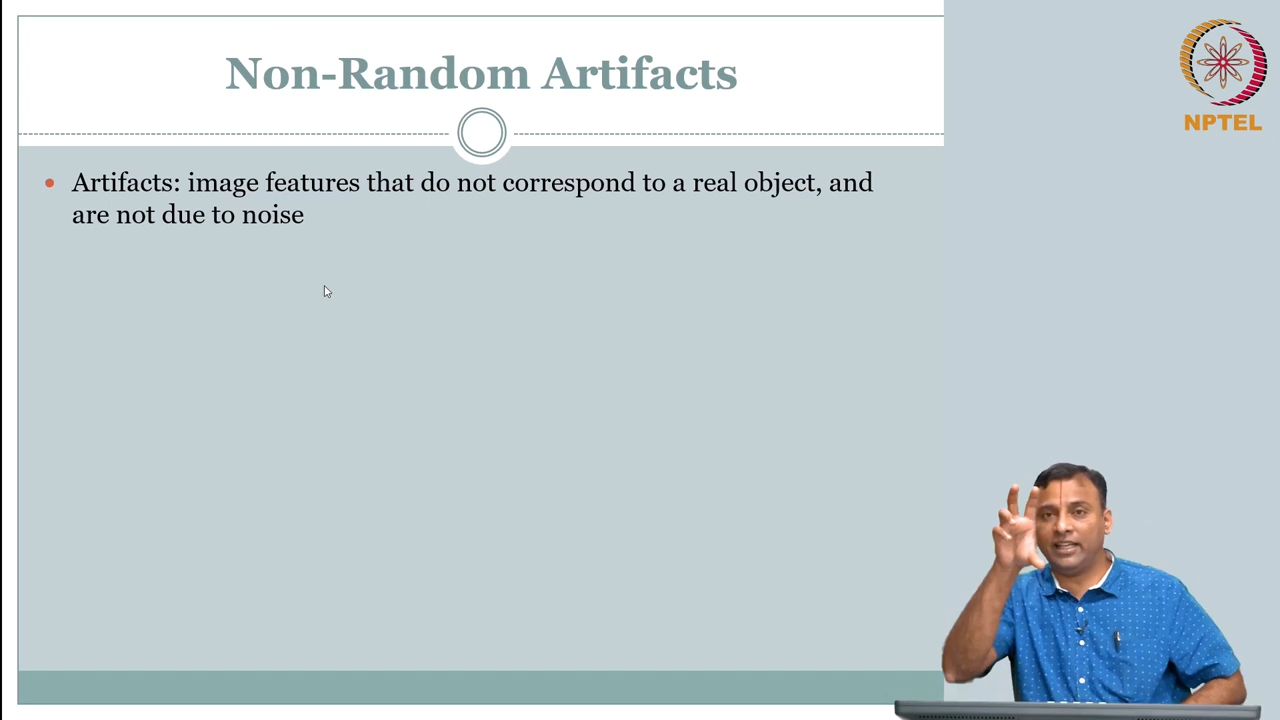 Non-Random Artifacts
NPTEL
Artifacts: image features that do not correspond to a real object, and
are not due to noise